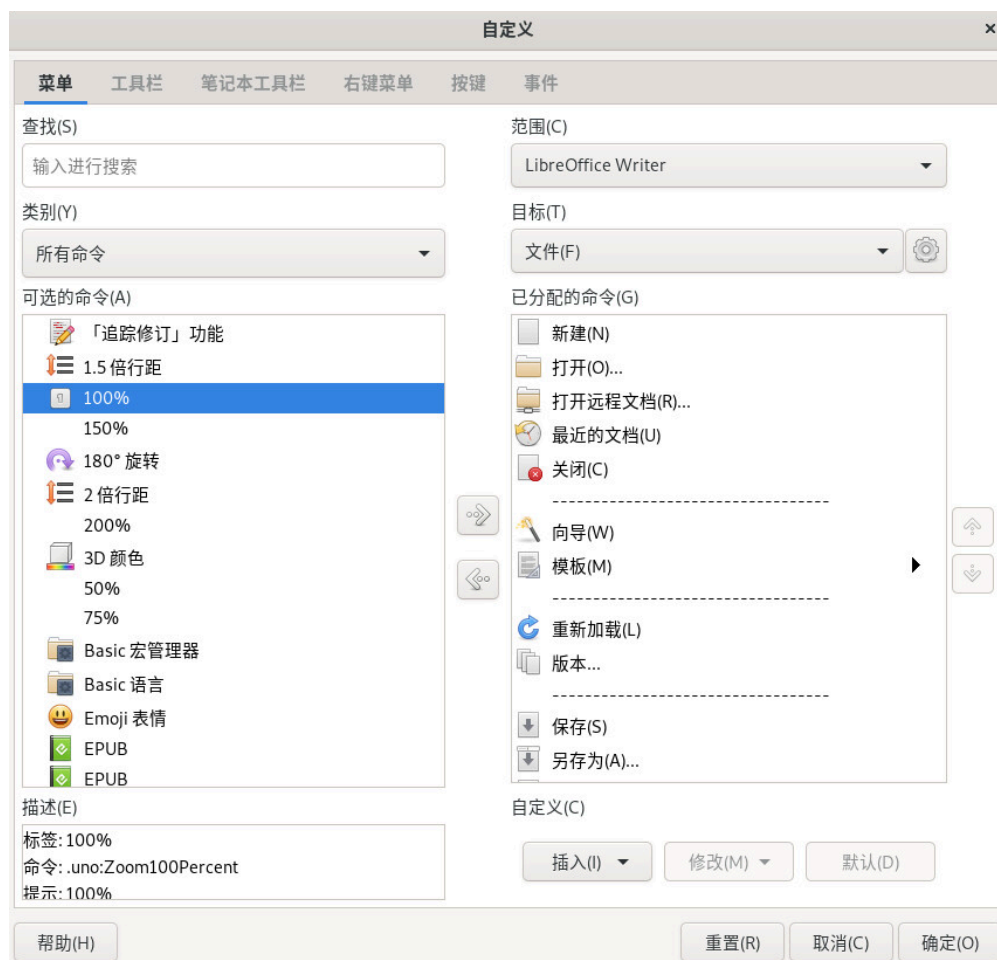 自定义
×
菜单 工具栏 笔记本工具栏 右键菜单 按键 事件
查找(S)
输入进行搜索
类别(Y)
所有命令
可选的命令(A)
「追踪修订」功能
1.5 倍行距
100%
150%
180° 旋转
2 倍行距
200%
3D 颜色
50%
75%
Basic 宏管理器
Basic 语言
Emoji 表情
EPUB
EPUB
描述(E)
标签: 100%
命令: .uno:Zoom100Percent
提示: 100%
范围(C)
LibreOffice Writer
目标(T)
文件(F)
已分配的命令(G)
新建(N)
打开(O)...
打开远程文档(R)...
最近的文档(U)
关闭(C)
----------------------------------
向导(W)
模板(M)
----------------------------------
重新加载(L)
版本...
----------------------------------
保存(S)
另存为(A)...
自定义(C)
插入(I) 修改(M) 默认(D)
帮助(H) 重置(R) 取消(C) 确定(O)